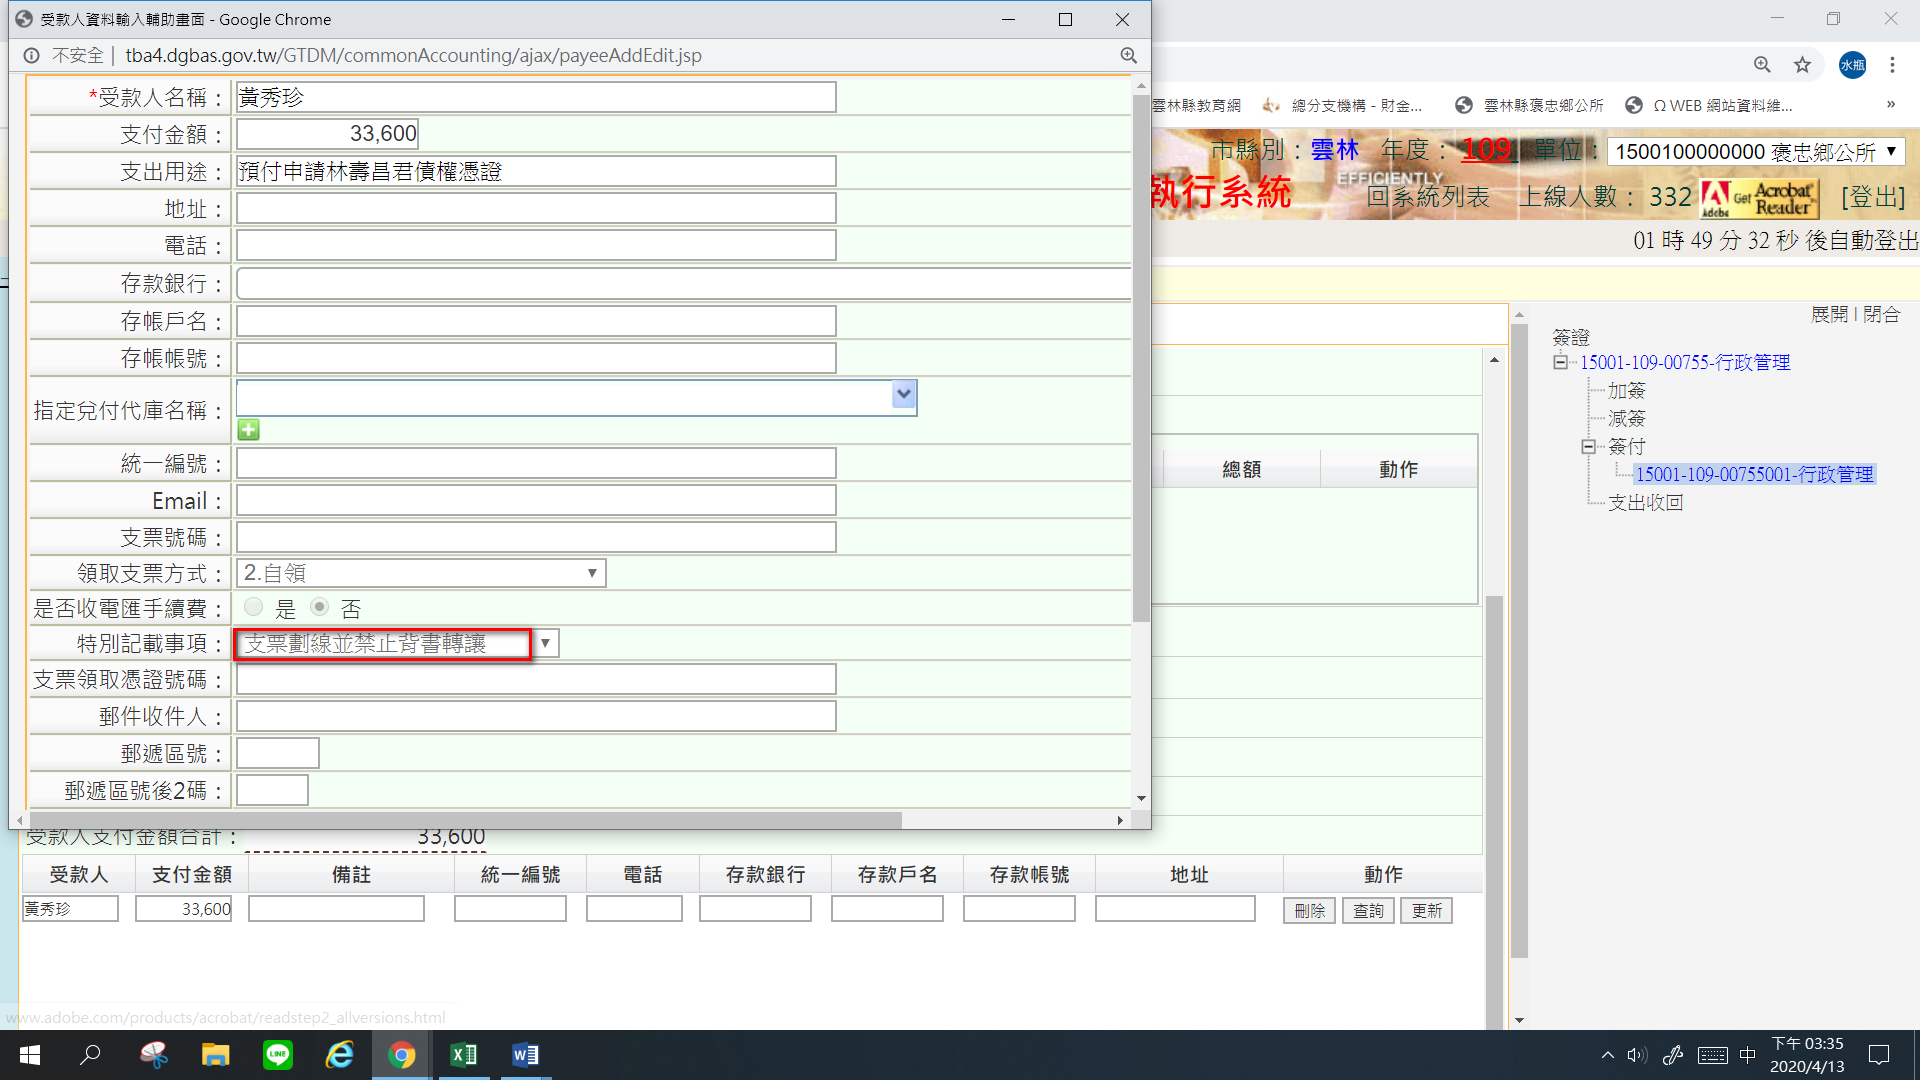 受款人資料輸入輔助畫面 - Google Chrome
不安全 | tba4.dgbas.gov.tw/GTDM/commonAccounting/ajax/payeeAddEdit.jsp
水瓶
雲林縣教育網 總分支機構 - 財金... 雲林縣褒忠鄉公所 Ω WEB 網站資料維... »
市縣別：雲林 年度：109 單位：1500100000000 褒忠鄉公所
EFFICIENTLY
執行系統 回系統列表 上線人數：332 Adobe Get Acrobat Reader [登出]
01 時 49 分 32 秒 後自動登出
*受款人名稱： 黃秀珍
支付金額： 33,600
支出用途： 預付申請林壽昌君債權憑證
地址：
電話：
存款銀行：
存帳戶名：
存帳帳號：
指定兌付代庫名稱：
統一編號：
Email：
支票號碼：
領取支票方式： 2.自領
是否收電匯手續費： 是 否
特別記載事項： 支票劃線並禁止背書轉讓
支票領取憑證號碼：
郵件收件人：
郵遞區號：
郵遞區號後2碼：
總額 動作
展開 | 閉合
簽證
15001-109-00755-行政管理
加簽
減簽
簽付
15001-109-00755001-行政管理
支出收回
受款人支付金額合計： 33,600
受款人 支付金額 備註 統一編號 電話 存款銀行 存款戶名 存款帳號 地址 動作
黃秀珍 33,600 刪除 查詢 更新
www.adobe.com/products/acrobat/readstep2_allversions.html
LINE
中
下午 03:35
2020/4/13